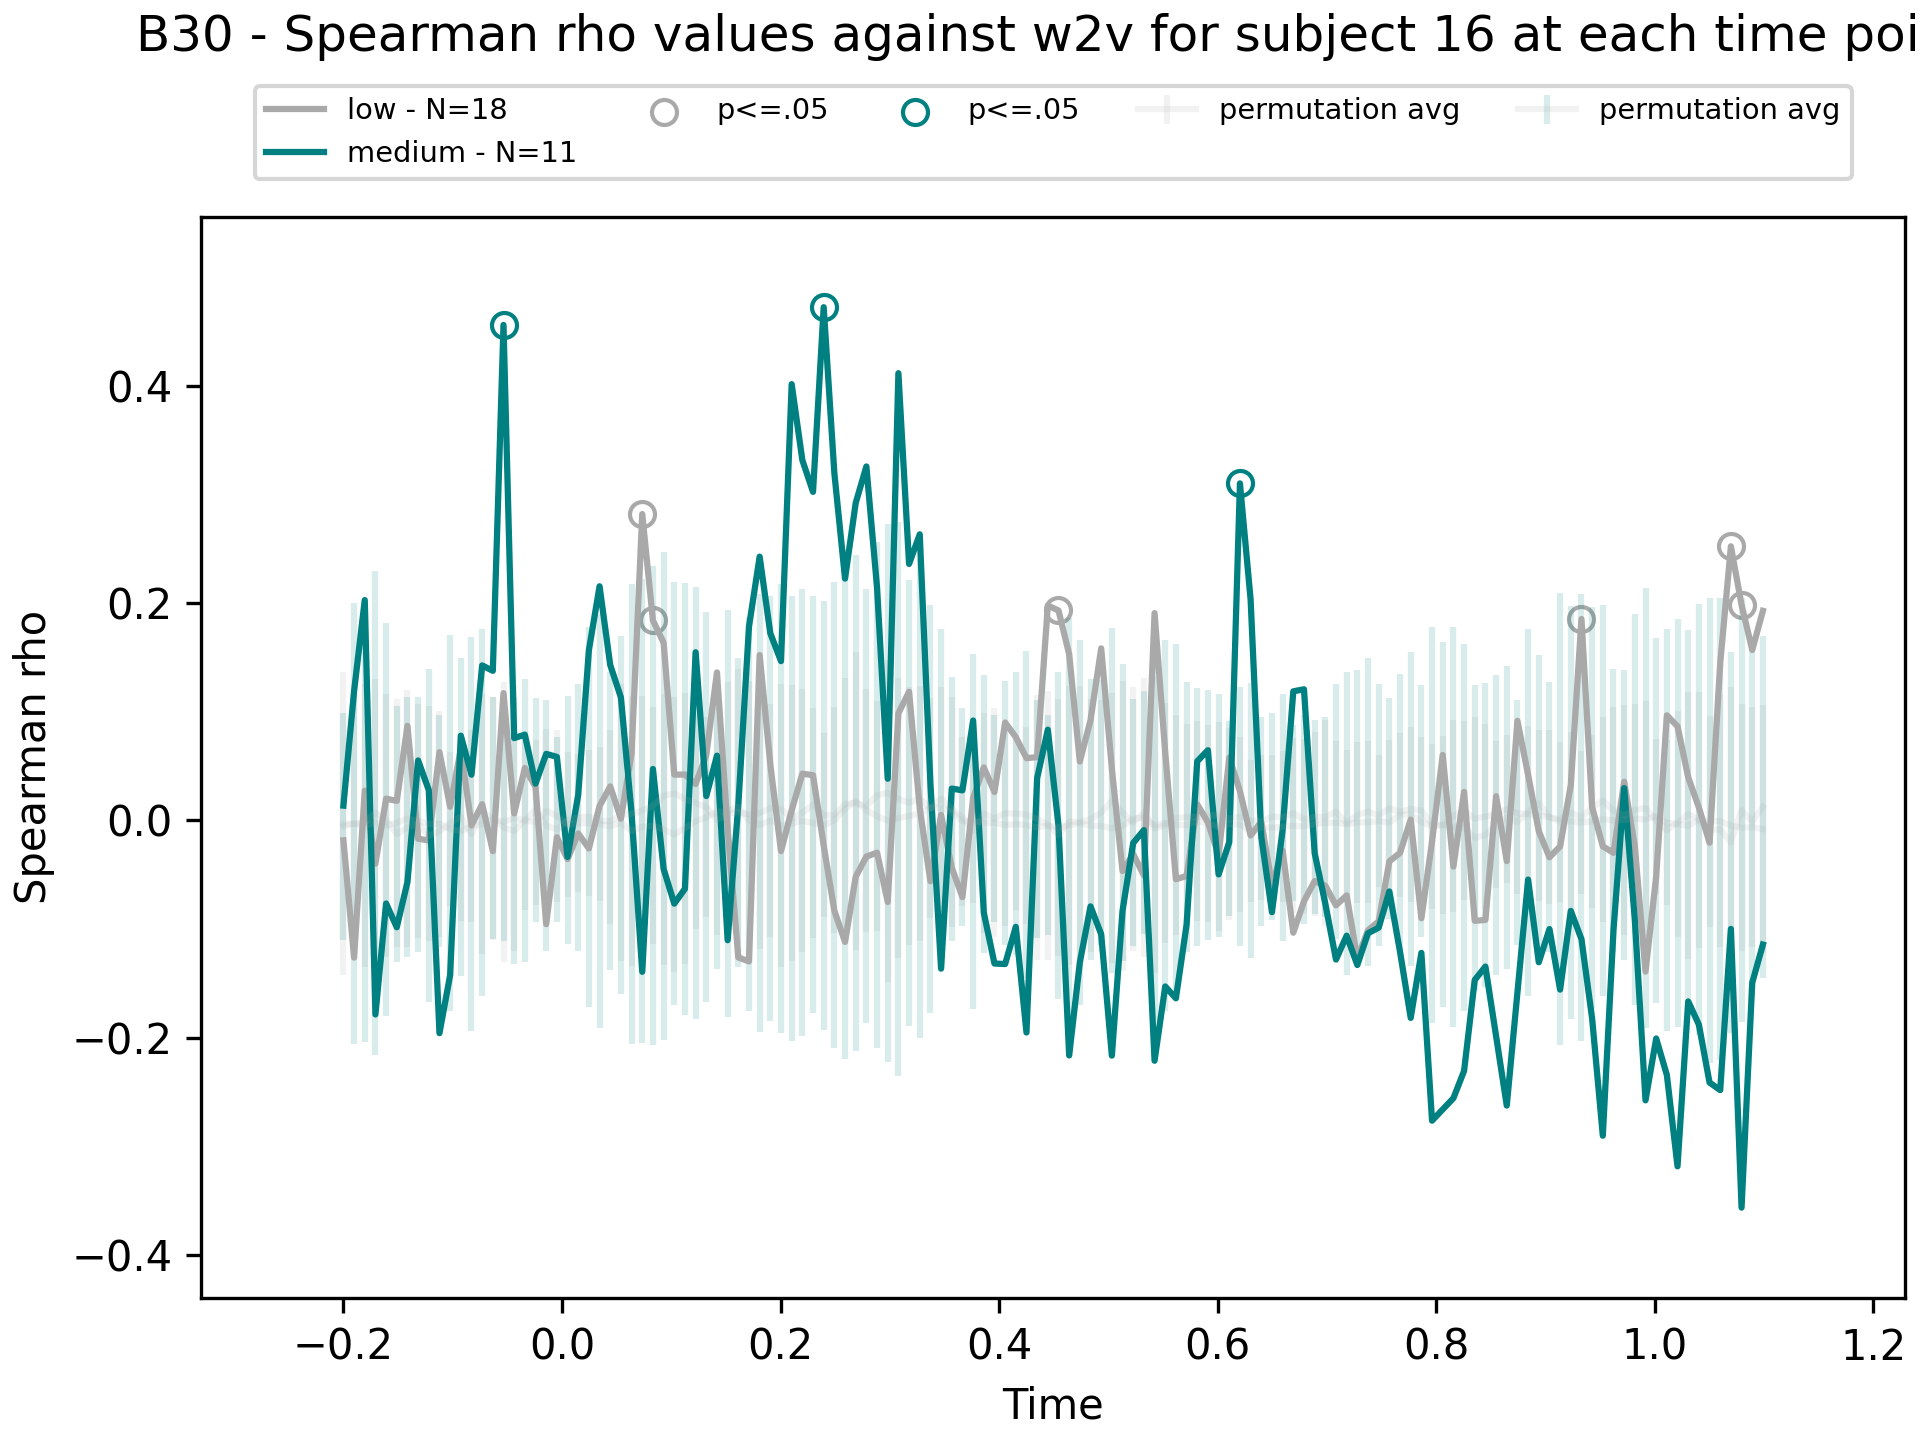 B30 - Spearman rho values against w2v for subject 16 at each time poi
low - N=18
medium - N=11
p<=.05
p<=.05
permutation avg
permutation avg
Spearman rho
0.4
0.2
0.0
−0.2
−0.4
−0.2 0.0 0.2 0.4 0.6 0.8 1.0 1.2
Time